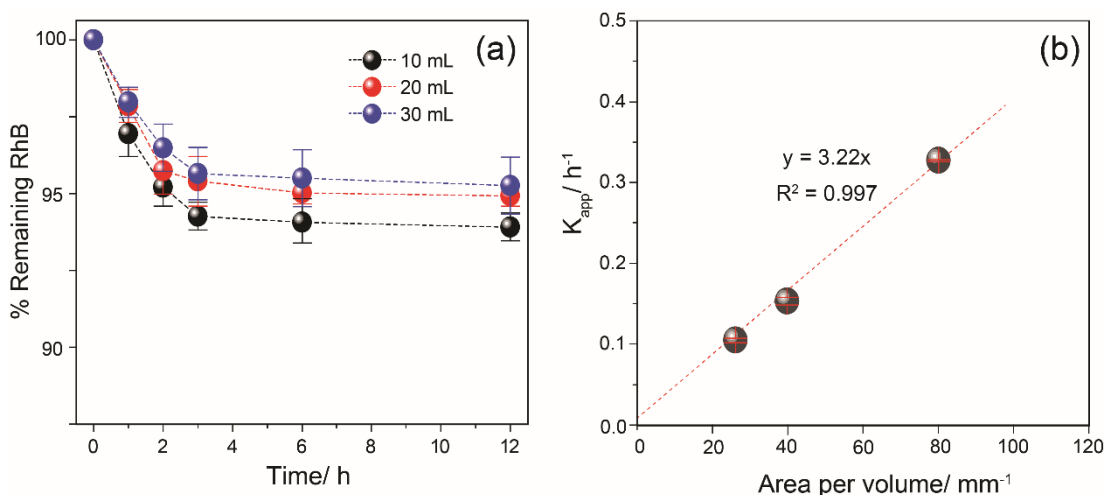 (a)
10 mL
20 mL
30 mL
% Remaining RhB
100
95
90
0 2 4 6 8 10 12
Time/ h
(b)
y = 3.22x
R² = 0.997
K_app/ h⁻¹
0.5
0.4
0.3
0.2
0.1
0.0
0 20 40 60 80 100 120
Area per volume/ mm⁻¹